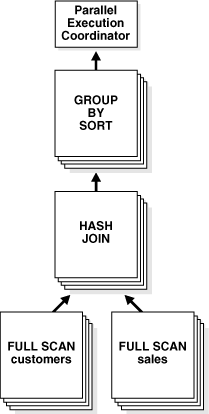 Parallel
Execution
Coordinator
GROUP
BY
SORT
HASH
JOIN
FULL SCAN
customers
FULL SCAN
sales